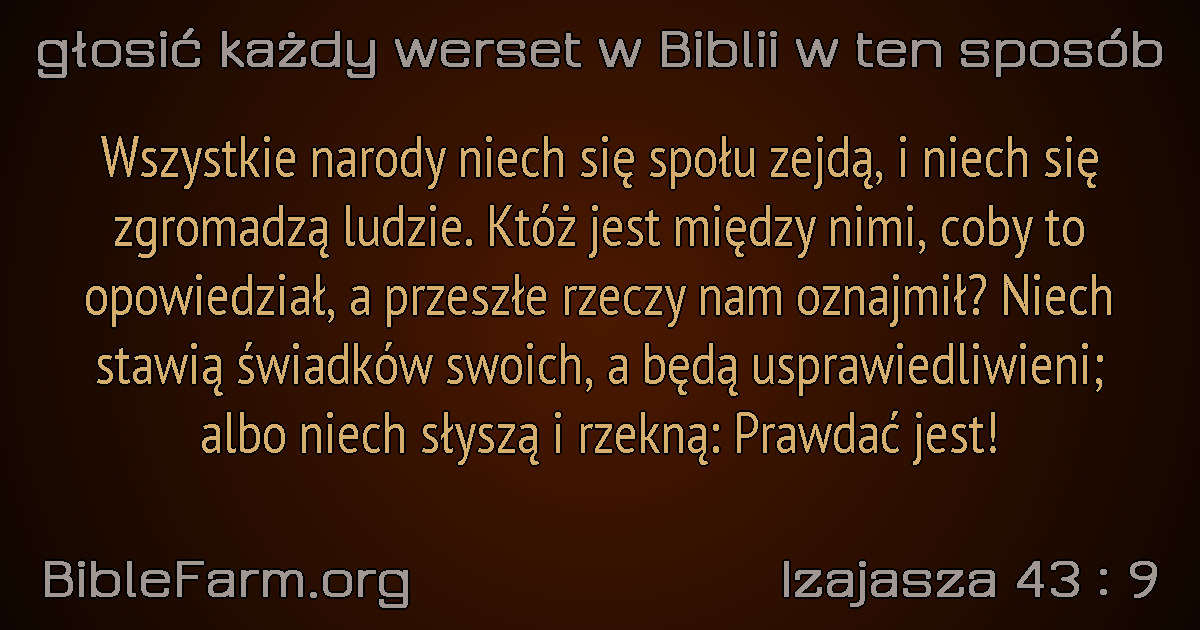 głosić każdy werset w Biblii w ten sposób
Wszystkie narody niech się społu zejdą, i niech się
zgromadzą ludzie. Któż jest między nimi, coby to
opowiedział, a przeszłe rzeczy nam oznajmił? Niech
stawią świadków swoich, a będą usprawiedliwieni;
albo niech słyszą i rzekną: Prawdać jest!
BibleFarm.org
Izajasza 43 : 9